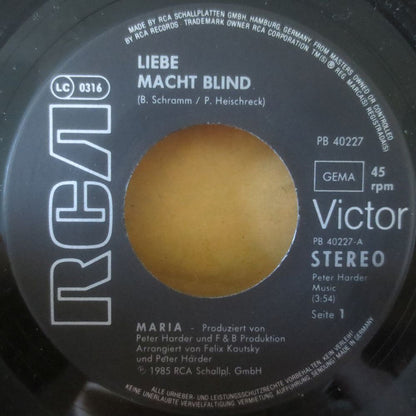 MADE BY RCA SCHALLPLATTEN GMBH, HAMBURG, GERMANY FROM MASTERS OWNED OR CONTROLLED
BY RCA RECORDS · TRADEMARK OWNER RCA CORPORATION TM(S) ® REG. MARCA(S) REGISTRADA(S)
LC 0316
LIEBE
MACHT BLIND
(B. Schramm / P. Heischreck)
RCA
PB 40227
GEMA
45
rpm
Victor
PB 40227-A
STEREO
Peter Harder
Music
(3:54)
Seite 1
MARIA - Produziert von
Peter Harder und F & B Produktion
Arrangiert von Felix Kautsky
und Peter Harder
℗ 1985 RCA Schallpl. GmbH
ALLE URHEBER- UND LEISTUNGSSCHUTZRECHTE VORBEHALTEN. KEIN VERLEIH!
KEINE UNERLAUBTE VERVIELFÄLTIGUNG, VERMIETUNG, AUFFÜHRUNG, SENDUNG! MADE IN GERMANY